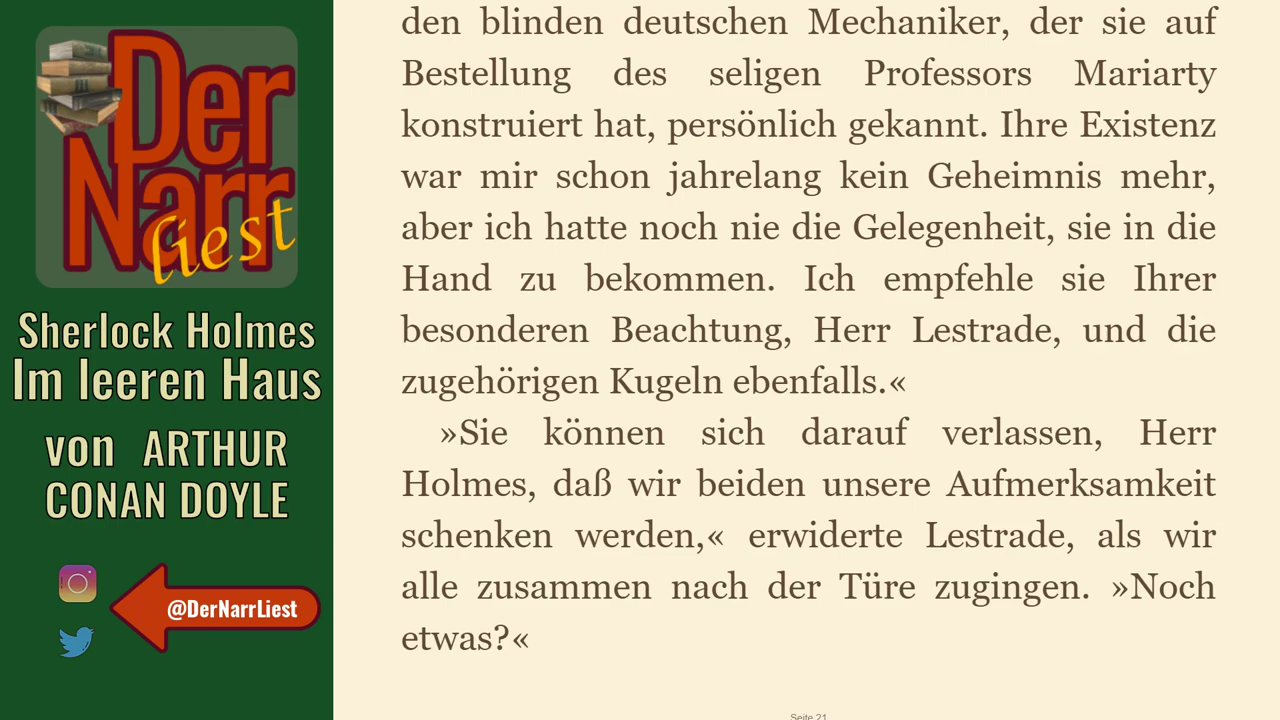 Der
Narr
liest
Sherlock Holmes
Im leeren Haus
von ARTHUR
CONAN DOYLE
@DerNarrLiest
den blinden deutschen Mechaniker, der sie auf
Bestellung des seligen Professors Mariarty
konstruiert hat, persönlich gekannt. Ihre Existenz
war mir schon jahrelang kein Geheimnis mehr,
aber ich hatte noch nie die Gelegenheit, sie in die
Hand zu bekommen. Ich empfehle sie Ihrer
besonderen Beachtung, Herr Lestrade, und die
zugehörigen Kugeln ebenfalls.«
»Sie können sich darauf verlassen, Herr
Holmes, daß wir beiden unsere Aufmerksamkeit
schenken werden,« erwiderte Lestrade, als wir
alle zusammen nach der Türe zugingen. »Noch
etwas?«
Seite 21